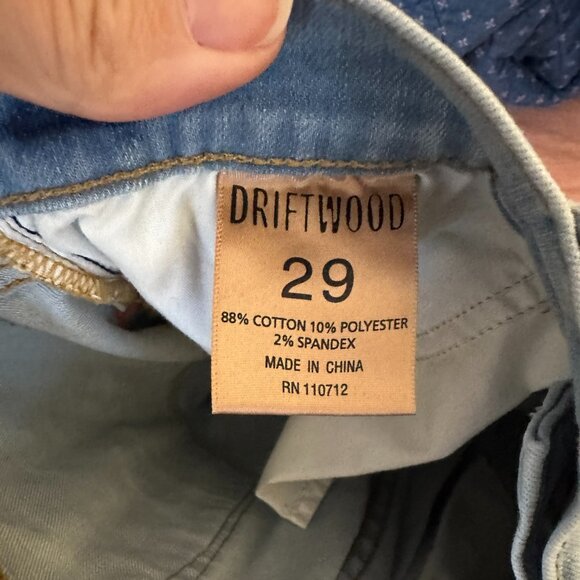 DRIFTWOOD
29
88% COTTON 10% POLYESTER
2% SPANDEX
MADE IN CHINA
RN 110712